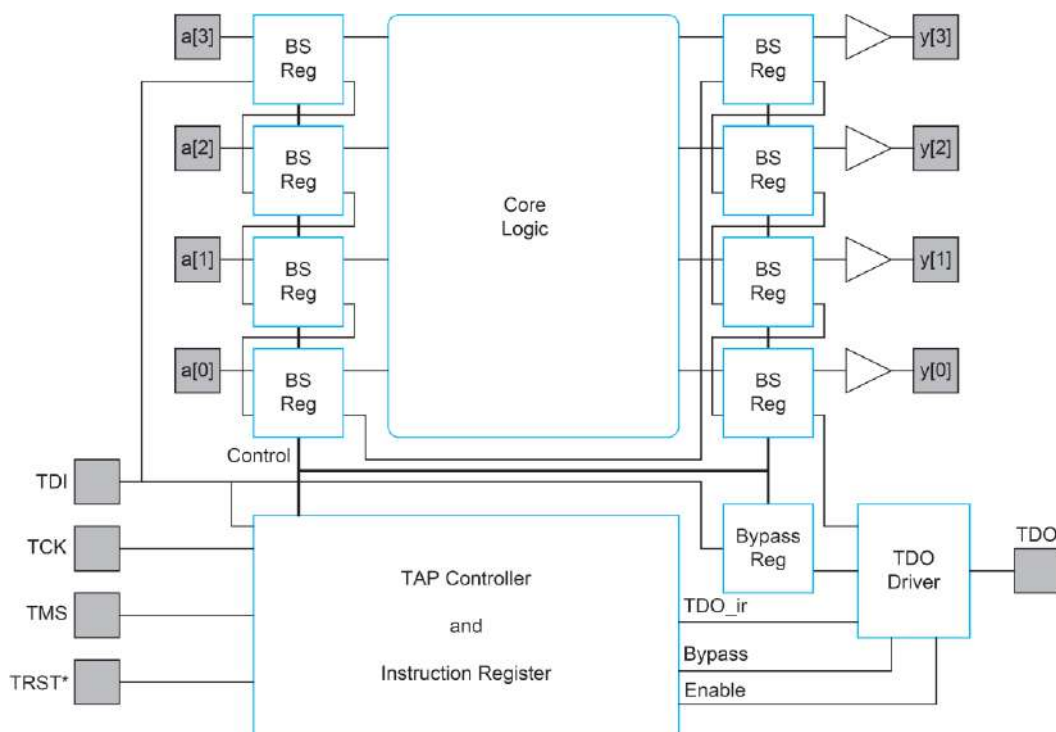 a[3]
BS
Reg
BS
Reg
y[3]
a[2]
BS
Reg
BS
Reg
y[2]
Core
Logic
a[1]
BS
Reg
BS
Reg
y[1]
a[0]
BS
Reg
BS
Reg
y[0]
Control
TDI
TCK
TMS
TRST*
TAP Controller
and
Instruction Register
Bypass
Reg
TDO_ir
Bypass
Enable
TDO
Driver
TDO